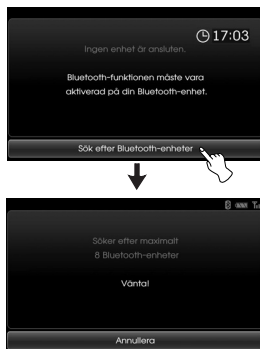 17:03
Ingen enhet är ansluten.
Bluetooth-funktionen måste vara
aktiverad på din Bluetooth-enhet.
Sök efter Bluetooth-enheter
Söker efter maximalt
8 Bluetooth-enheter
Vänta!
Annullera